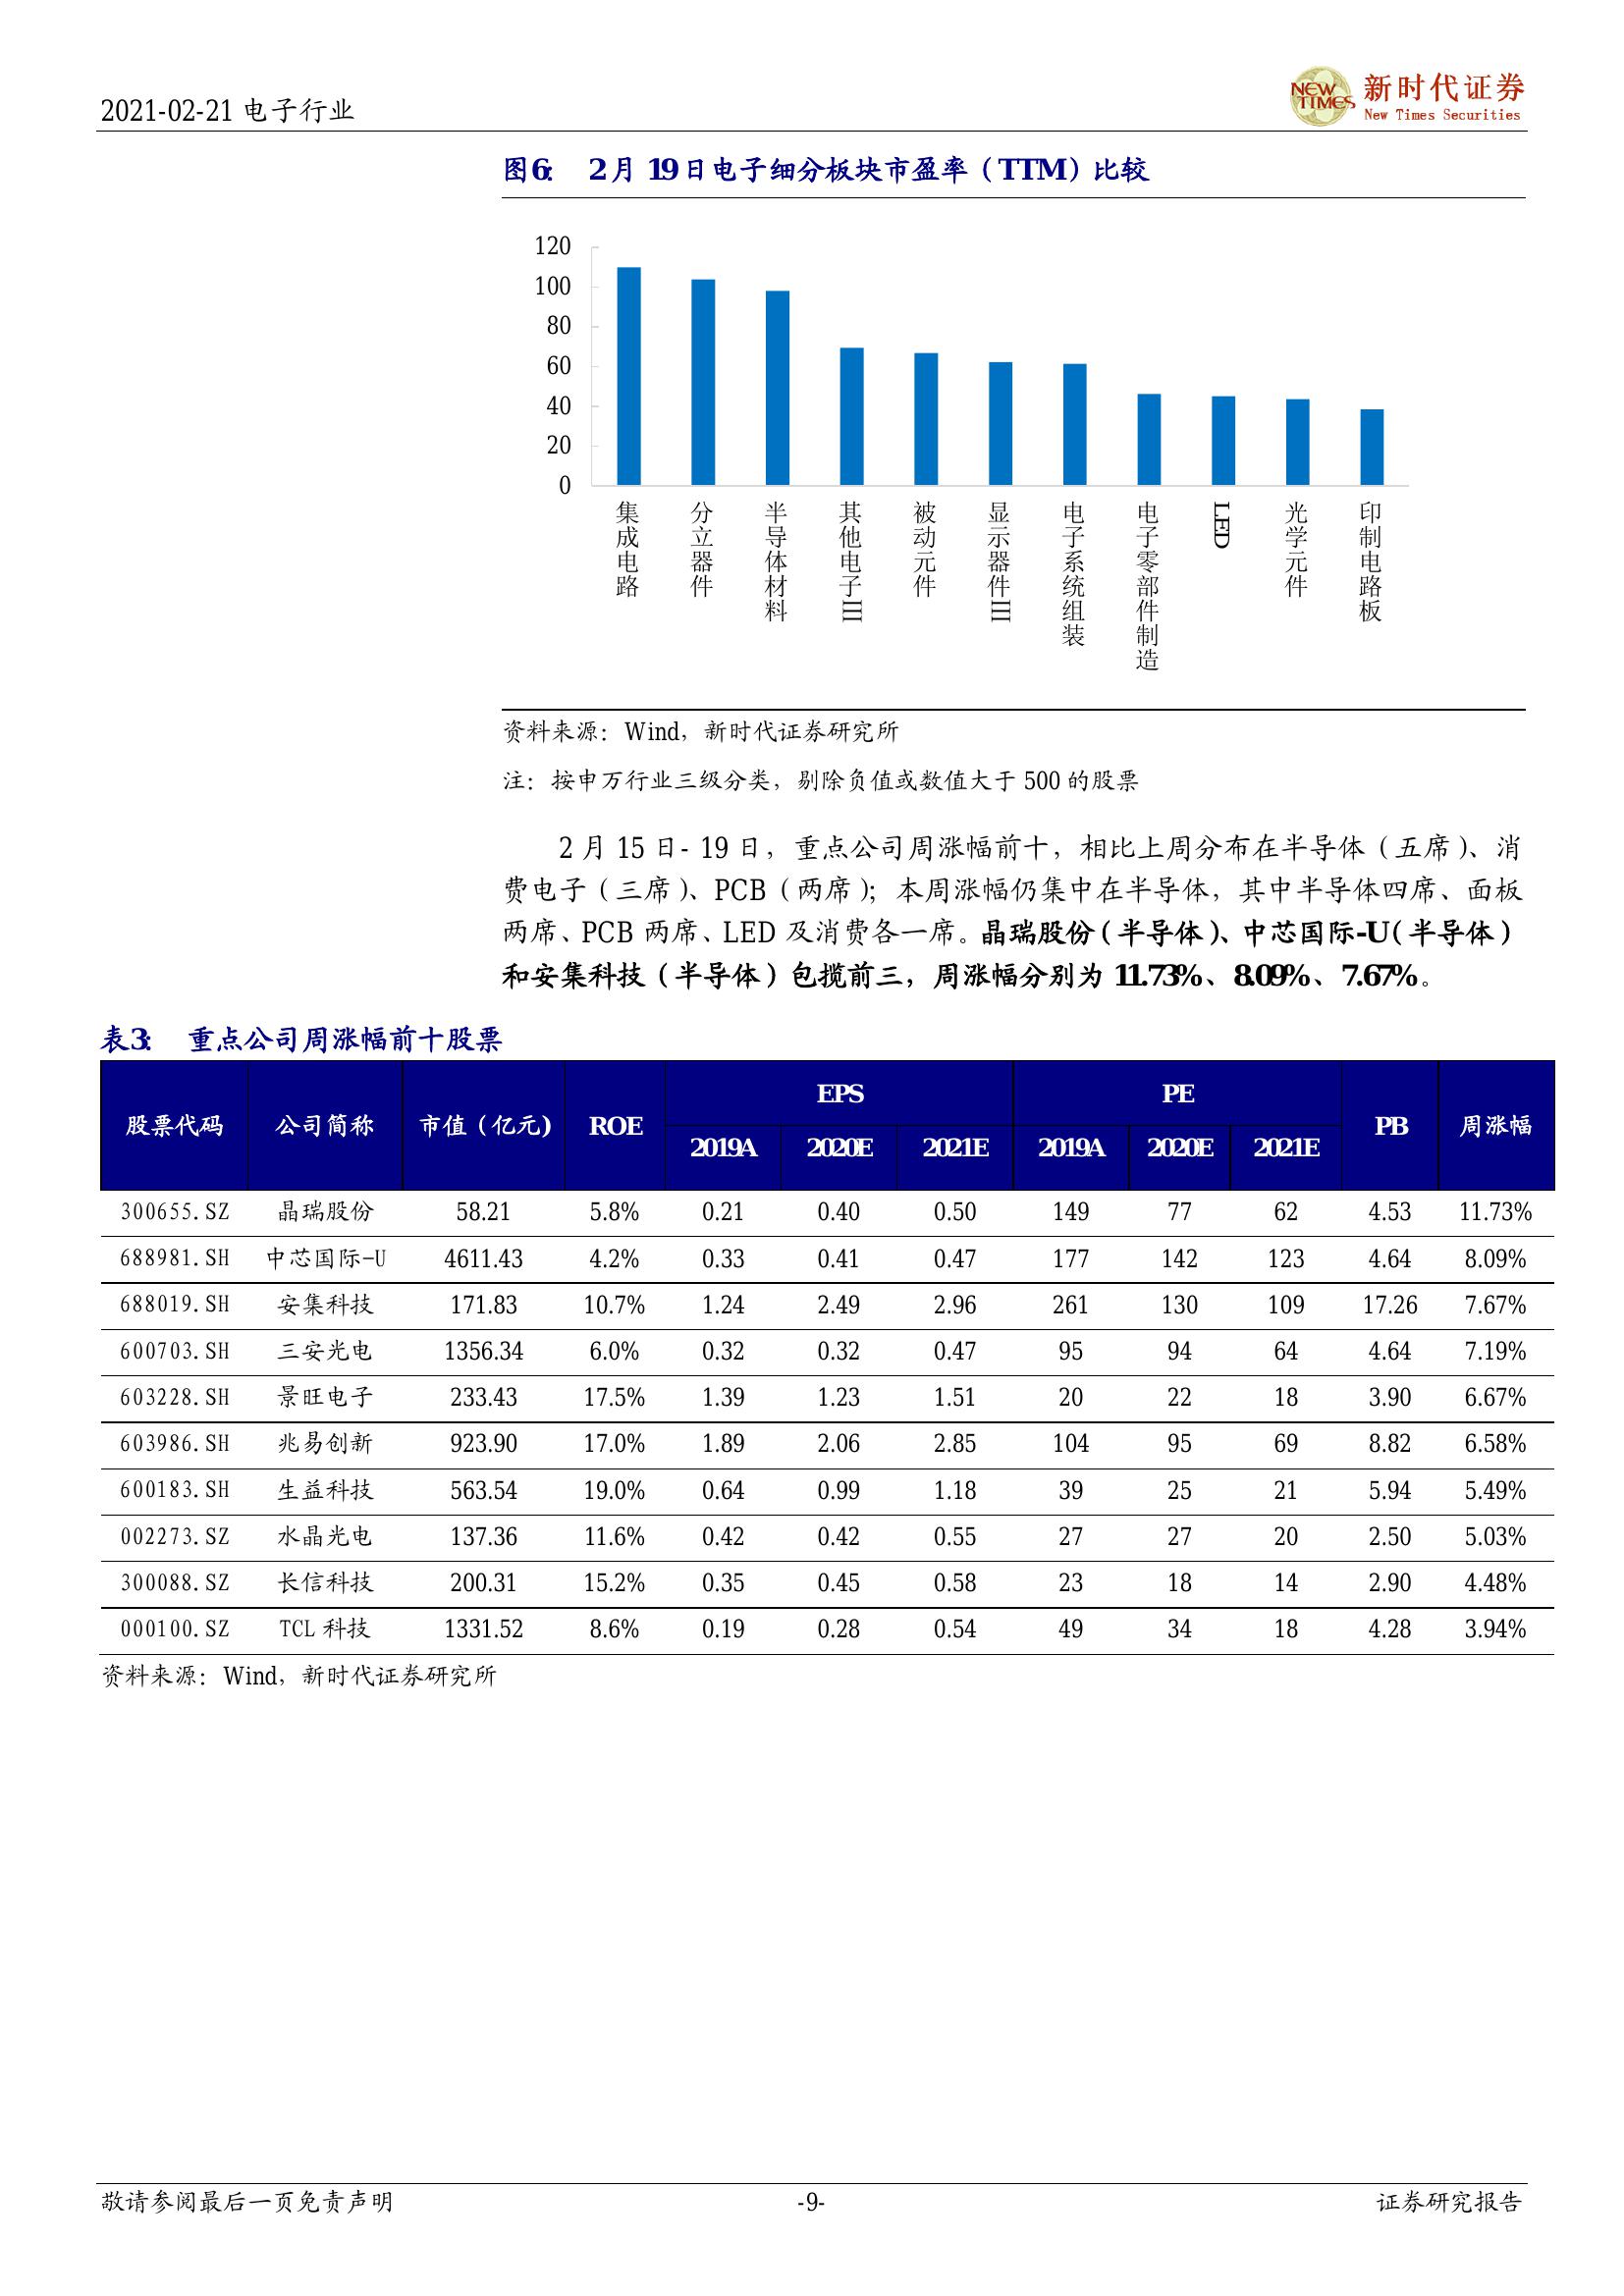 2021-02-21 电子行业
NEW TIMES 新时代证券
New Times Securities
图6: 2月 19日电子细分板块市盈率（TTM）比较
120
100
80
60
40
20
0
集成电路 分立器件 半导体材料 其他电子III 被动元件 显示器件III 电子系统组装 电子零部件制造 LED 光学元件 印制电路板
资料来源：Wind，新时代证券研究所
注：按申万行业三级分类，剔除负值或数值大于 500 的股票
2 月 15 日- 19 日，重点公司周涨幅前十，相比上周分布在半导体（五席）、消
费电子（三席）、PCB（两席）；本周涨幅仍集中在半导体，其中半导体四席、面板
两席、PCB 两席、LED 及消费各一席。晶瑞股份（半导体）、中芯国际-U（半导体）
和安集科技（半导体）包揽前三，周涨幅分别为 11.73%、8.09%、7.67%。
表3: 重点公司周涨幅前十股票
股票代码 公司简称 市值（亿元） ROE EPS PE PB 周涨幅
2019A 2020E 2021E 2019A 2020E 2021E
300655.SZ 晶瑞股份 58.21 5.8% 0.21 0.40 0.50 149 77 62 4.53 11.73%
688981.SH 中芯国际-U 4611.43 4.2% 0.33 0.41 0.47 177 142 123 4.64 8.09%
688019.SH 安集科技 171.83 10.7% 1.24 2.49 2.96 261 130 109 17.26 7.67%
600703.SH 三安光电 1356.34 6.0% 0.32 0.32 0.47 95 94 64 4.64 7.19%
603228.SH 景旺电子 233.43 17.5% 1.39 1.23 1.51 20 22 18 3.90 6.67%
603986.SH 兆易创新 923.90 17.0% 1.89 2.06 2.85 104 95 69 8.82 6.58%
600183.SH 生益科技 563.54 19.0% 0.64 0.99 1.18 39 25 21 5.94 5.49%
002273.SZ 水晶光电 137.36 11.6% 0.42 0.42 0.55 27 27 20 2.50 5.03%
300088.SZ 长信科技 200.31 15.2% 0.35 0.45 0.58 23 18 14 2.90 4.48%
000100.SZ TCL 科技 1331.52 8.6% 0.19 0.28 0.54 49 34 18 4.28 3.94%
资料来源：Wind，新时代证券研究所
敬请参阅最后一页免责声明 -9- 证券研究报告